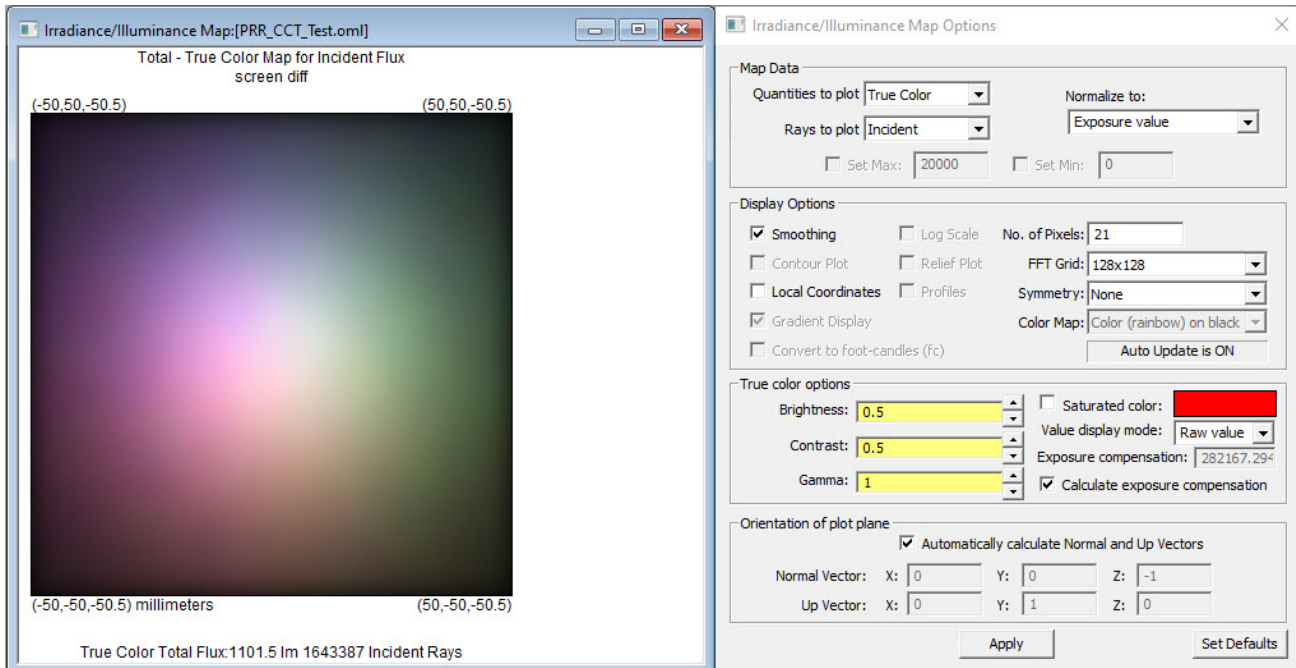 Irradiance/Illuminance Map:[PRR_CCT_Test.oml]
Total - True Color Map for Incident Flux
screen diff
(-50,50,-50.5) (50,50,-50.5)
(-50,-50,-50.5) millimeters (50,-50,-50.5)
True Color Total Flux:1101.5 lm 1643387 Incident Rays
Irradiance/Illuminance Map Options
Map Data
Quantities to plot True Color Normalize to:
Rays to plot Incident Exposure value
Set Max: 20000 Set Min: 0
Display Options
Smoothing Log Scale No. of Pixels: 21
Contour Plot Relief Plot FFT Grid: 128x128
Local Coordinates Profiles Symmetry: None
Gradient Display Color Map: Color (rainbow) on black
Convert to foot-candles (fc) Auto Update is ON
True color options
Brightness: 0.5 Saturated color:
Value display mode: Raw value
Contrast: 0.5 Exposure compensation: 282167.294
Gamma: 1 Calculate exposure compensation
Orientation of plot plane
Automatically calculate Normal and Up Vectors
Normal Vector: X: 0 Y: 0 Z: -1
Up Vector: X: 0 Y: 1 Z: 0
Apply Set Defaults